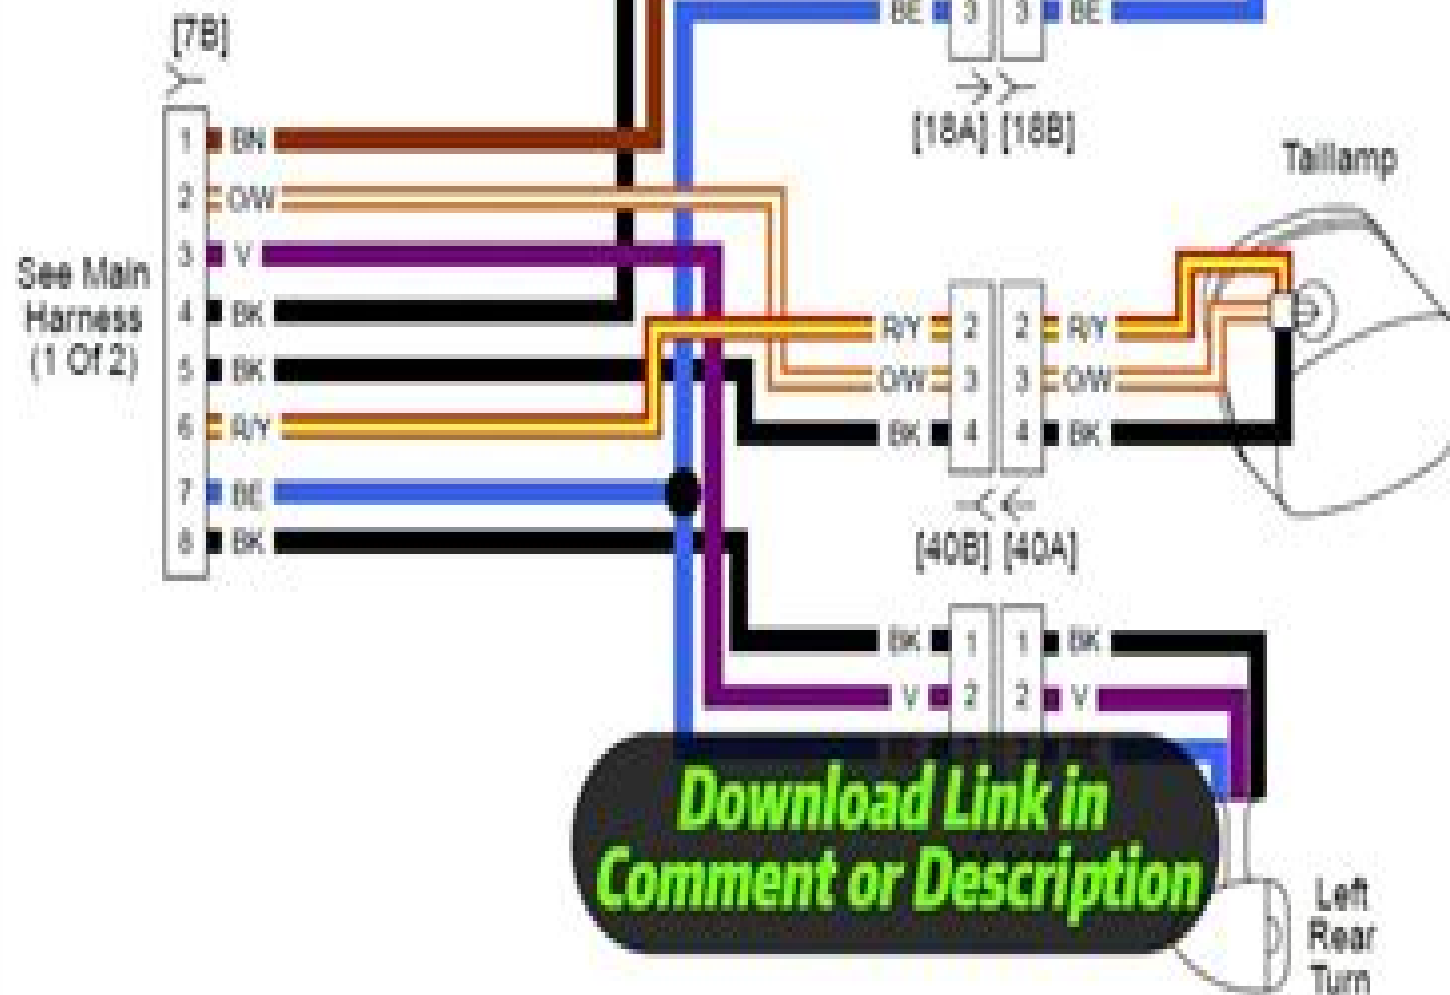 [7B]
BE 3 3 BE
[18A] [18B]
1 BN
2 O/W
3 V
4 BK
5 BK
6 R/Y
7 BE
8 BK
See Main
Harness
(1 Of 2)
Taillamp
R/Y 2 2 R/Y
O/W 3 3 O/W
BK 4 4 BK
[40B] [40A]
BK 1 1 BK
V 2 2 V
Download Link in
Comment or Description
Left
Rear
Turn